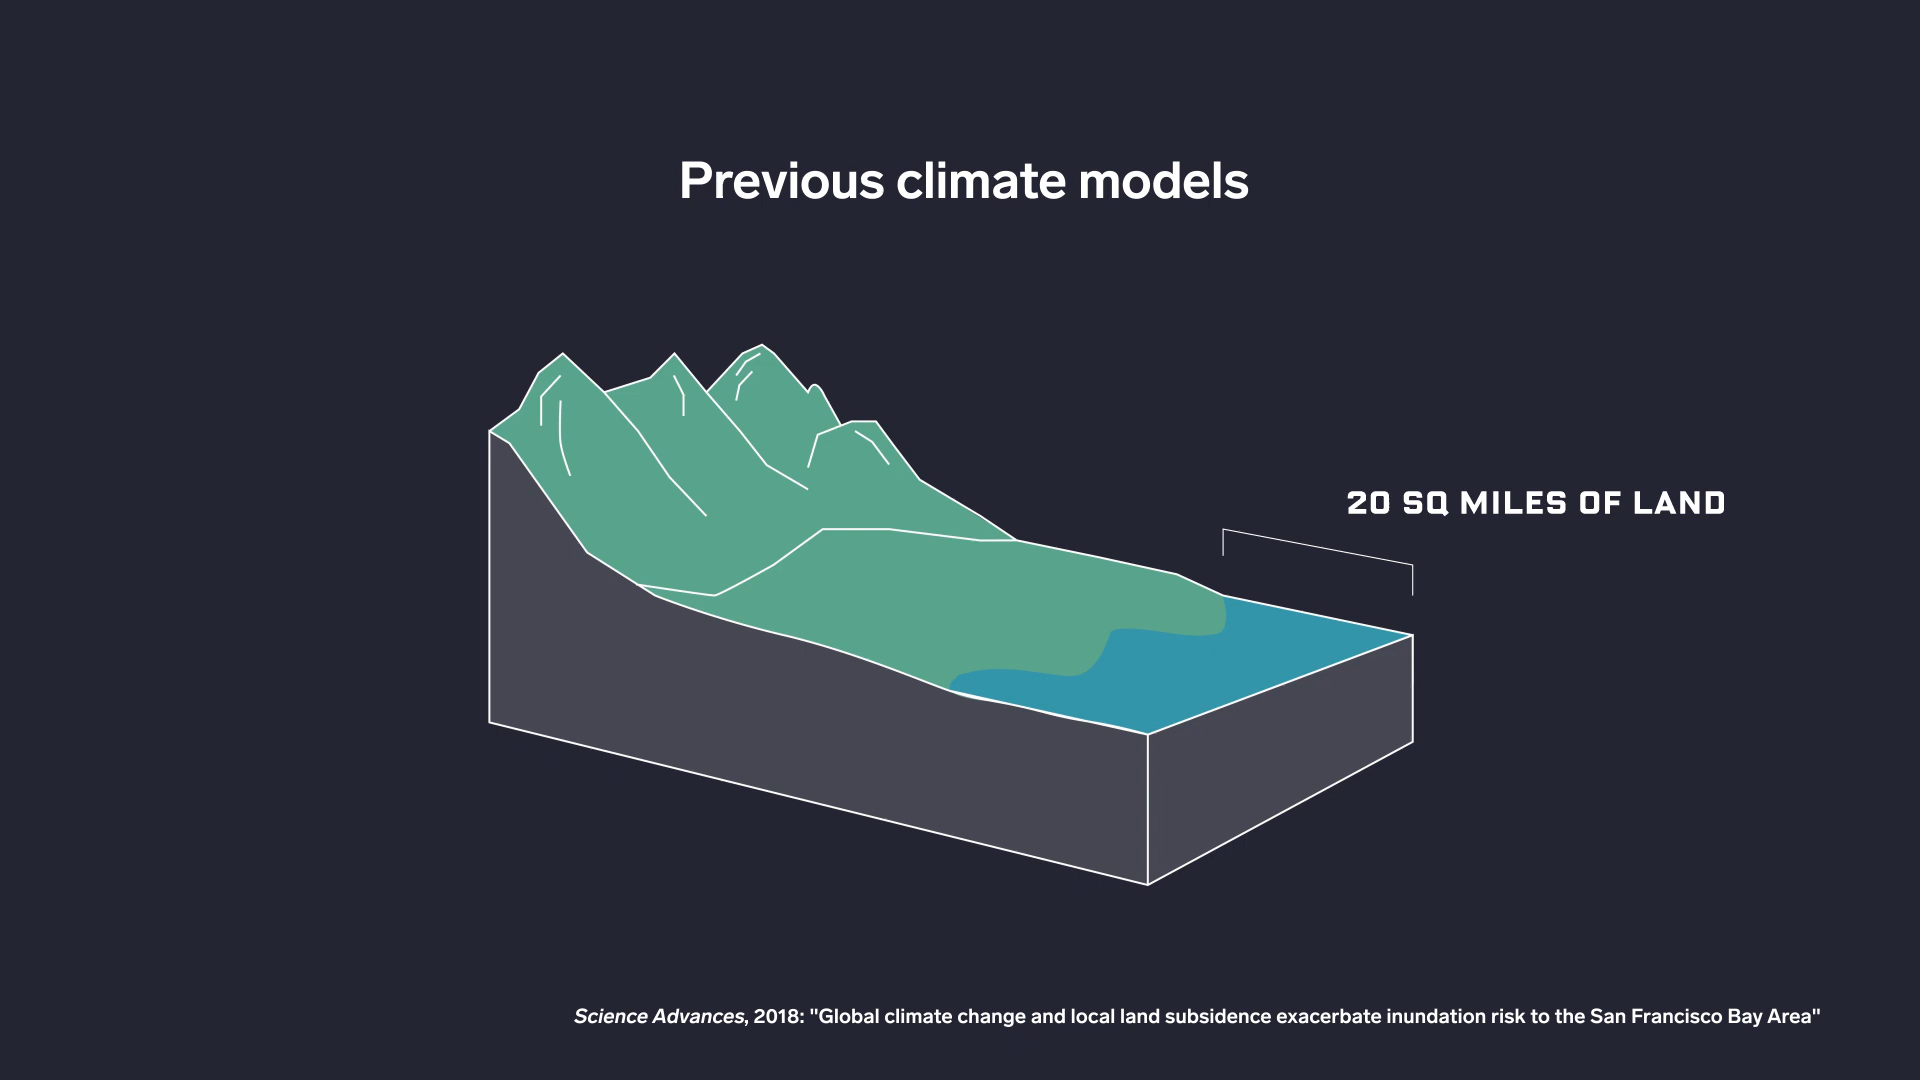 Previous climate models
20 SQ MILES OF LAND
Science Advances, 2018: "Global climate change and local land subsidence exacerbate inundation risk to the San Francisco Bay Area"